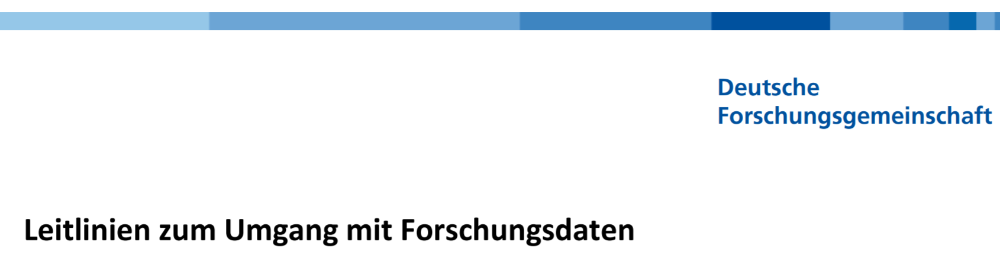 Deutsche
Forschungsgemeinschaft
Leitlinien zum Umgang mit Forschungsdaten